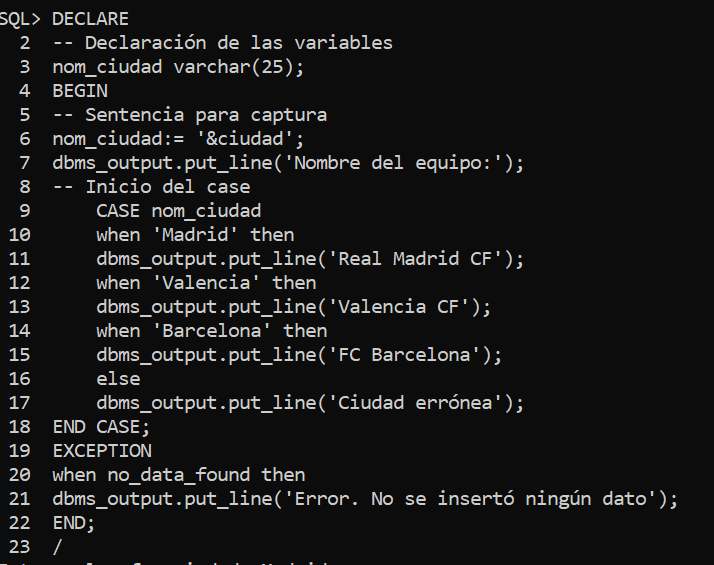 SQL> DECLARE
2 -- Declaración de las variables
3 nom_ciudad varchar(25);
4 BEGIN
5 -- Sentencia para captura
6 nom_ciudad:= '&ciudad';
7 dbms_output.put_line('Nombre del equipo:');
8 -- Inicio del case
9 CASE nom_ciudad
10 when 'Madrid' then
11 dbms_output.put_line('Real Madrid CF');
12 when 'Valencia' then
13 dbms_output.put_line('Valencia CF');
14 when 'Barcelona' then
15 dbms_output.put_line('FC Barcelona');
16 else
17 dbms_output.put_line('Ciudad errónea');
18 END CASE;
19 EXCEPTION
20 when no_data_found then
21 dbms_output.put_line('Error. No se insertó ningún dato');
22 END;
23 /